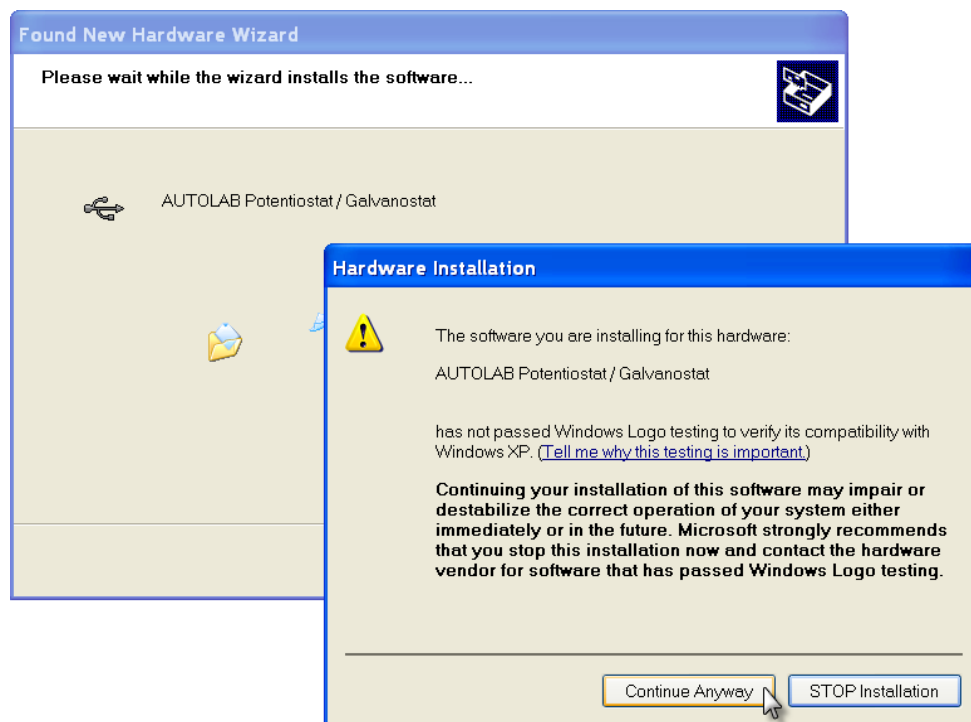 Found New Hardware Wizard
Please wait while the wizard installs the software...
AUTOLAB Potentiostat / Galvanostat
Hardware Installation
The software you are installing for this hardware:
AUTOLAB Potentiostat / Galvanostat
has not passed Windows Logo testing to verify its compatibility with
Windows XP. (Tell me why this testing is important.)
Continuing your installation of this software may impair or
destabilize the correct operation of your system either
immediately or in the future. Microsoft strongly recommends
that you stop this installation now and contact the hardware
vendor for software that has passed Windows Logo testing.
Continue Anyway
STOP Installation